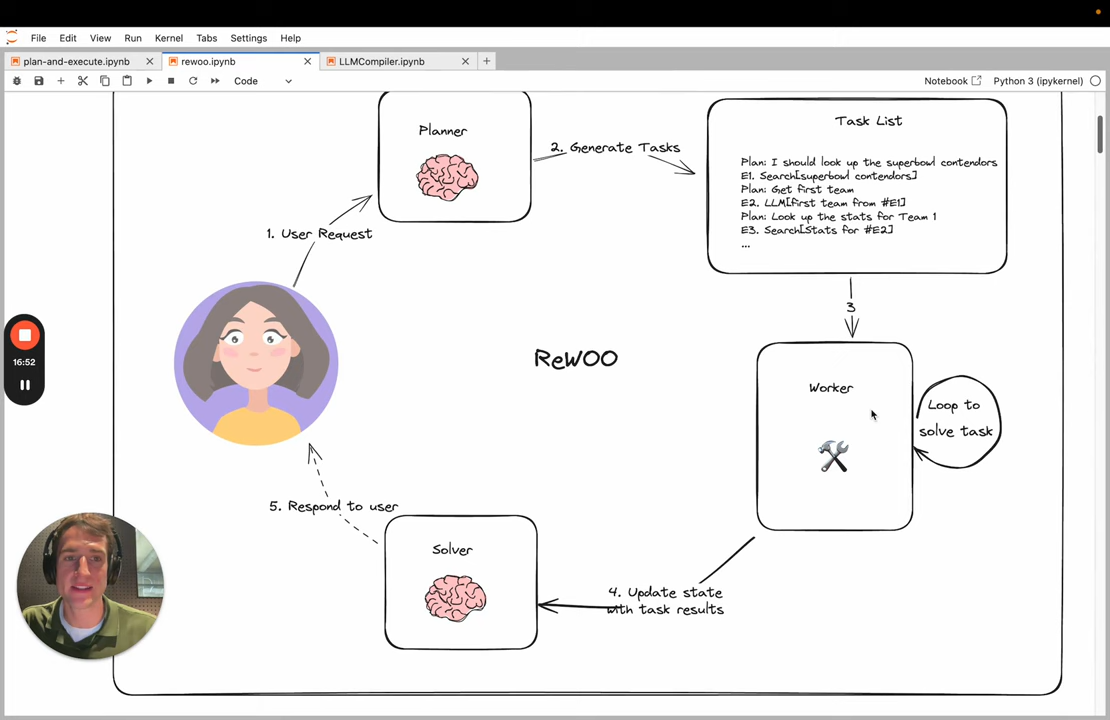 File Edit View Run Kernel Tabs Settings Help
plan-and-execute.ipynb
rewoo.ipynb
LLMCompiler.ipynb
Code
Notebook
Python 3 (ipykernel)
Planner
2. Generate Tasks
Task List
Plan: I should look up the superbowl contendors
E1. Search[superbowl contendors]
Plan: Get first team
E2. LLM[first team from #E1]
Plan: Look up the stats for Team 1
E3. Search[Stats for #E2]
...
1. User Request
3
16:52
ReWOO
Worker
Loop to
solve task
5. Respond to user
Solver
4. Update state
with task results